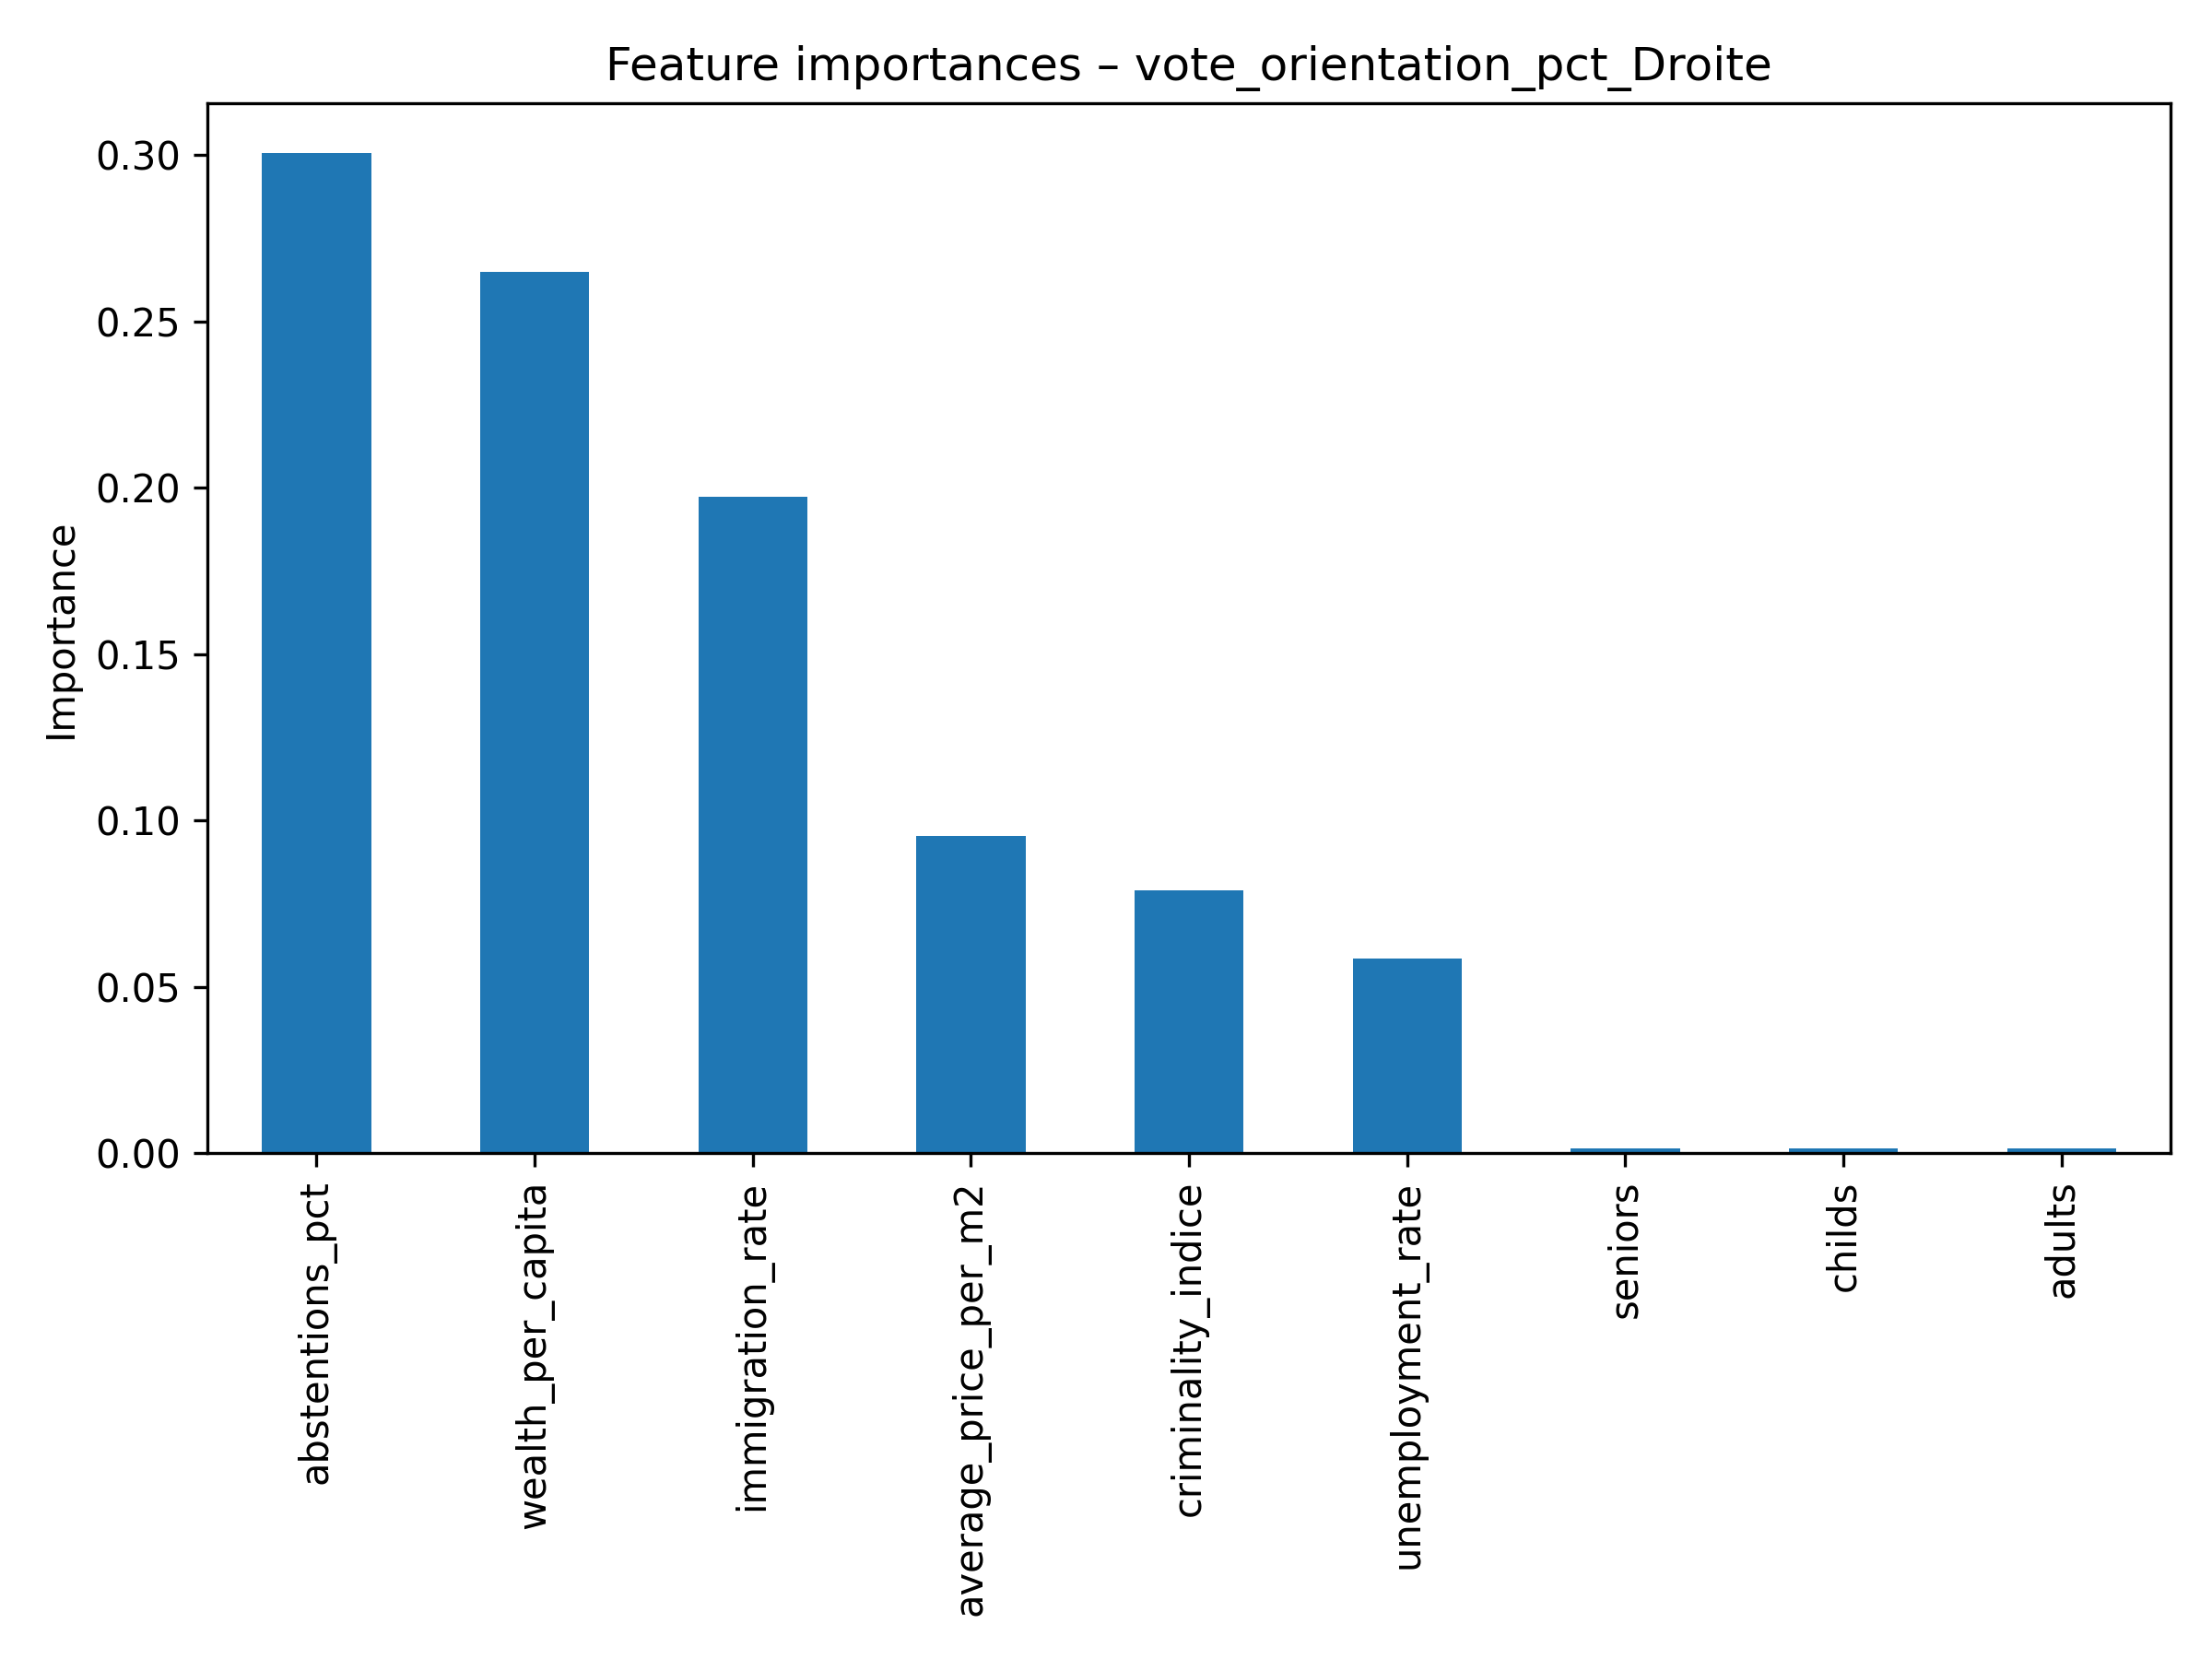 Feature importances – vote_orientation_pct_Droite
Importance
0.30
0.25
0.20
0.15
0.10
0.05
0.00
abstentions_pct
wealth_per_capita
immigration_rate
average_price_per_m2
criminality_indice
unemployment_rate
seniors
childs
adults